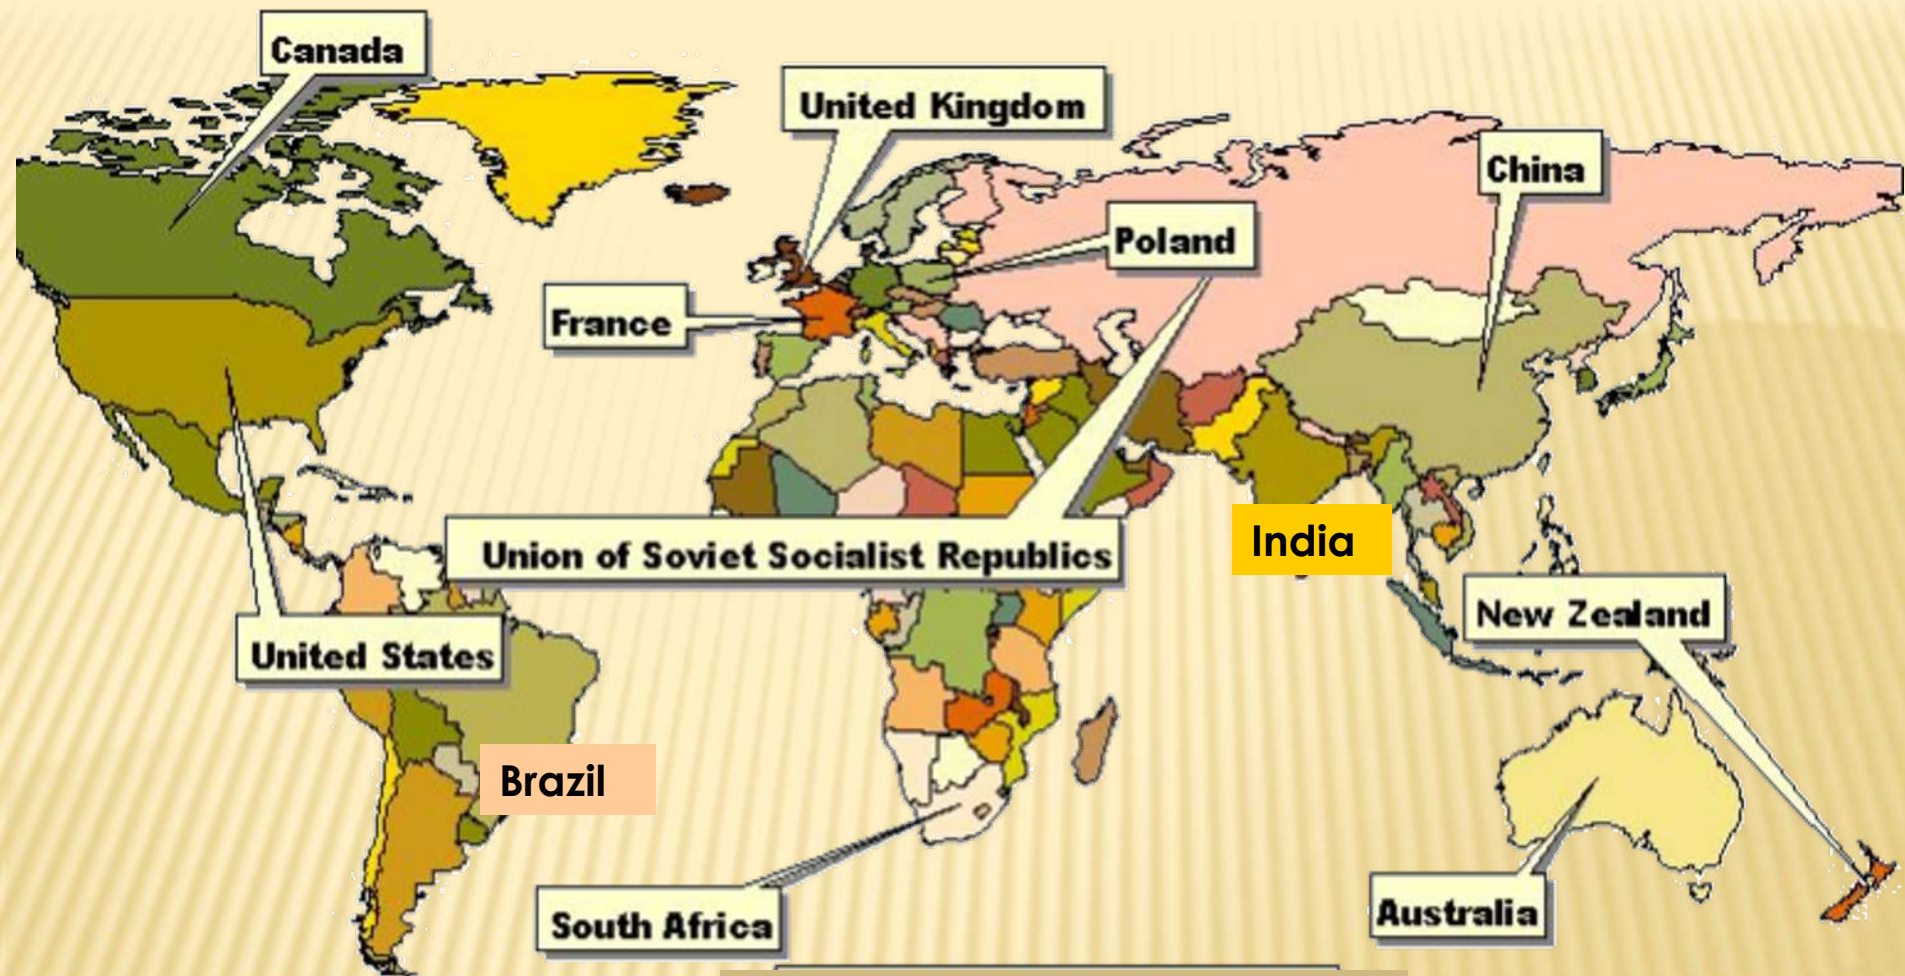 Canada
United Kingdom
China
Poland
France
Union of Soviet Socialist Republics
India
New Zealand
United States
Brazil
South Africa
Australia